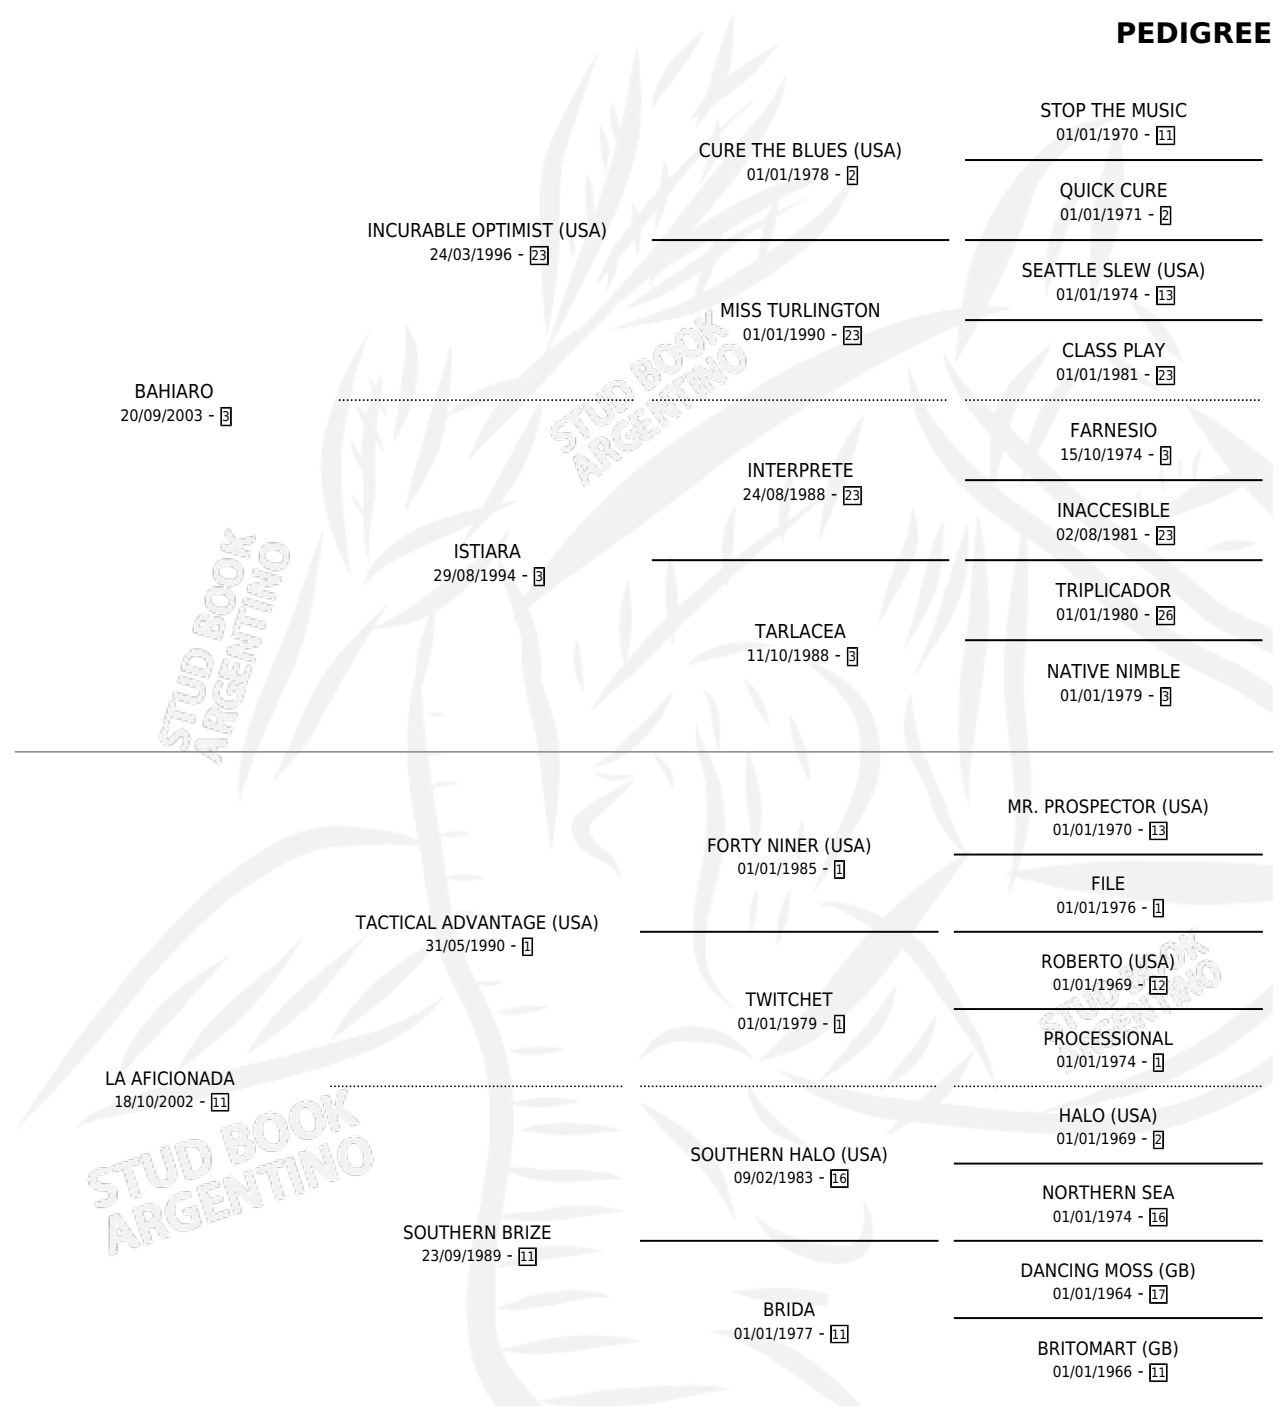 PEDIGREE
STOP THE MUSIC
01/01/1970 - 11
CURE THE BLUES (USA)
01/01/1978 - 2
QUICK CURE
01/01/1971 - 2
INCURABLE OPTIMIST (USA)
24/03/1996 - 23
SEATTLE SLEW (USA)
01/01/1974 - 13
MISS TURLINGTON
01/01/1990 - 23
CLASS PLAY
01/01/1981 - 23
BAHIARO
20/09/2003 - 3
FARNESIO
15/10/1974 - 3
INTERPRETE
24/08/1988 - 23
INACCESIBLE
02/08/1981 - 23
ISTIARA
29/08/1994 - 3
TRIPLICADOR
01/01/1980 - 26
TARLACEA
11/10/1988 - 3
NATIVE NIMBLE
01/01/1979 - 3
MR. PROSPECTOR (USA)
01/01/1970 - 13
FORTY NINER (USA)
01/01/1985 - 1
FILE
01/01/1976 - 1
TACTICAL ADVANTAGE (USA)
31/05/1990 - 1
ROBERTO (USA)
01/01/1969 - 12
TWITCHET
01/01/1979 - 1
PROCESSIONAL
01/01/1974 - 1
LA AFICIONADA
18/10/2002 - 11
HALO (USA)
01/01/1969 - 2
SOUTHERN HALO (USA)
09/02/1983 - 16
NORTHERN SEA
01/01/1974 - 16
SOUTHERN BRIZE
23/09/1989 - 11
DANCING MOSS (GB)
01/01/1964 - 17
BRIDA
01/01/1977 - 11
BRITOMART (GB)
01/01/1966 - 11
STUD BOOK
ARGENTINO
STUD BOOK
ARGENTINO
STUD BOOK
ARGENTINO
STUD BOOK
ARGENTINO